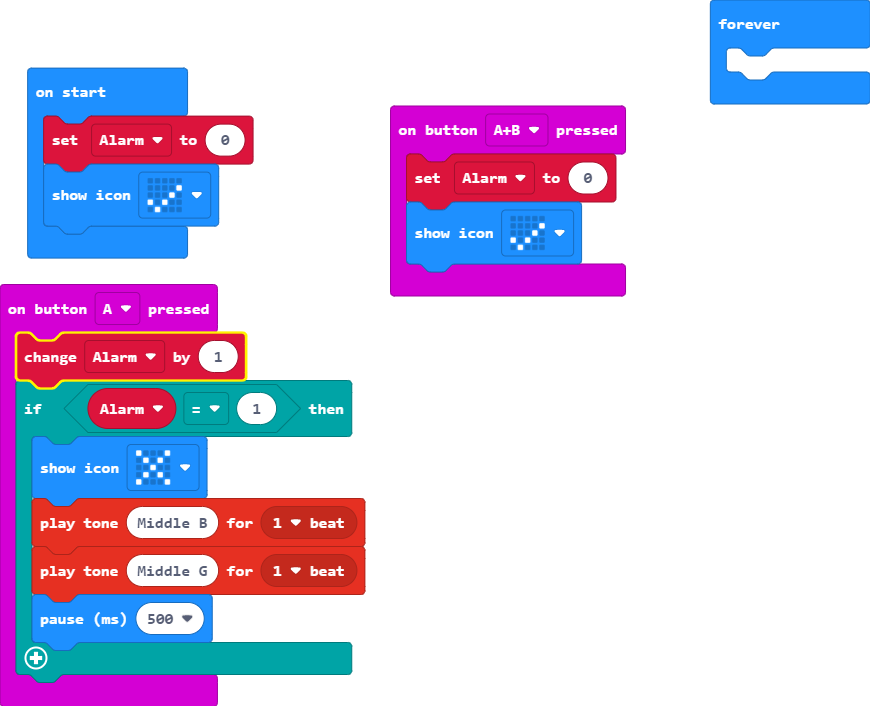 forever
on start
set Alarm to 0
show icon
on button A+B pressed
set Alarm to 0
show icon
on button A pressed
change Alarm by 1
if Alarm = 1 then
show icon
play tone Middle B for 1 beat
play tone Middle G for 1 beat
pause (ms) 500